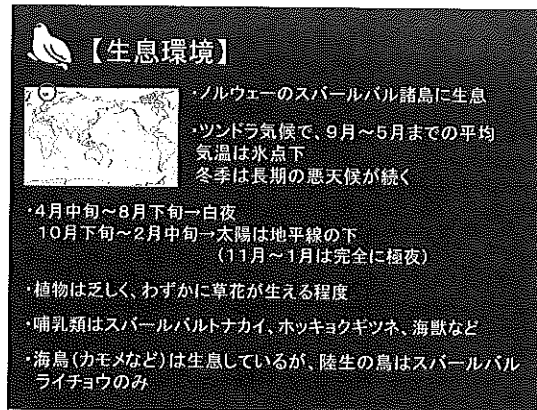 【生息環境】
・ノルウェーのスバールバル諸島に生息
・ツンドラ気候で、9月～5月までの平均
気温は氷点下
冬季は長期の悪天候が続く
・4月中旬～8月下旬→白夜
10月下旬～2月中旬→太陽は地平線の下
(11月～1月は完全に極夜)
・植物は乏しく、わずかに草花が生える程度
・哺乳類はスバールバルトナカイ、ホッキョクギツネ、海獣など
・海鳥(カモメなど)は生息しているが、陸生の鳥はスバールバル
ライチョウのみ